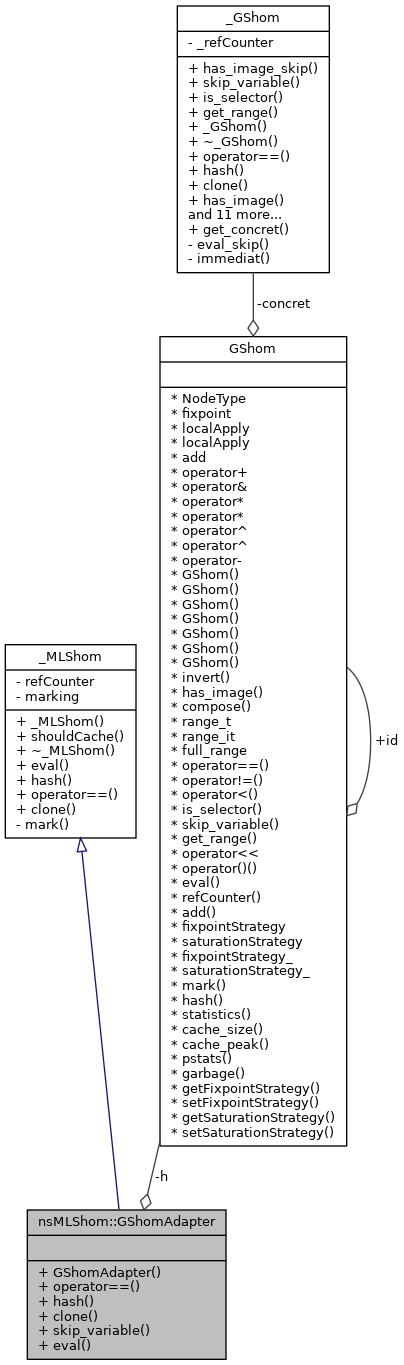 _GShom
- _refCounter
+ has_image_skip()
+ skip_variable()
+ is_selector()
+ get_range()
+ _GShom()
+ ~_GShom()
+ operator==()
+ hash()
+ clone()
+ has_image()
and 11 more...
+ get_concret()
- eval_skip()
- immediat()
-concret
GShom
* NodeType
* fixpoint
* localApply
* localApply
* add
* operator+
* operator&
* operator*
* operator*
* operator^
* operator^
* operator-
* GShom()
* GShom()
* GShom()
* GShom()
* GShom()
* GShom()
* GShom()
* invert()
* has_image()
* compose()
* range_t
* range_it
* full_range
* operator==()
* operator!=()
* operator<()
* is_selector()
* skip_variable()
* get_range()
* operator<<
* operator()()
* eval()
* refCounter()
* add()
* fixpointStrategy
* saturationStrategy
* fixpointStrategy_
* saturationStrategy_
* mark()
* hash()
* statistics()
* cache_size()
* cache_peak()
* pstats()
* garbage()
* getFixpointStrategy()
* setFixpointStrategy()
* getSaturationStrategy()
* setSaturationStrategy()
+id
_MLShom
- refCounter
- marking
+ _MLShom()
+ shouldCache()
+ ~_MLShom()
+ eval()
+ hash()
+ operator==()
+ clone()
- mark()
-h
nsMLShom::GShomAdapter
+ GShomAdapter()
+ operator==()
+ hash()
+ clone()
+ skip_variable()
+ eval()